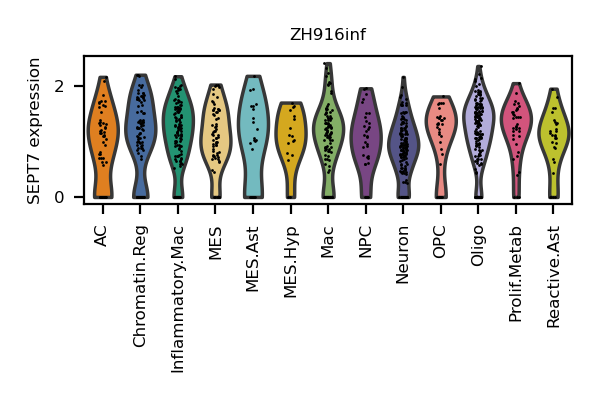 ZH916inf
SEPT7 expression
2
0
AC
Chromatin.Reg
Inflammatory.Mac
MES
MES.Ast
MES.Hyp
Mac
NPC
Neuron
OPC
Oligo
Prolif.Metab
Reactive.Ast